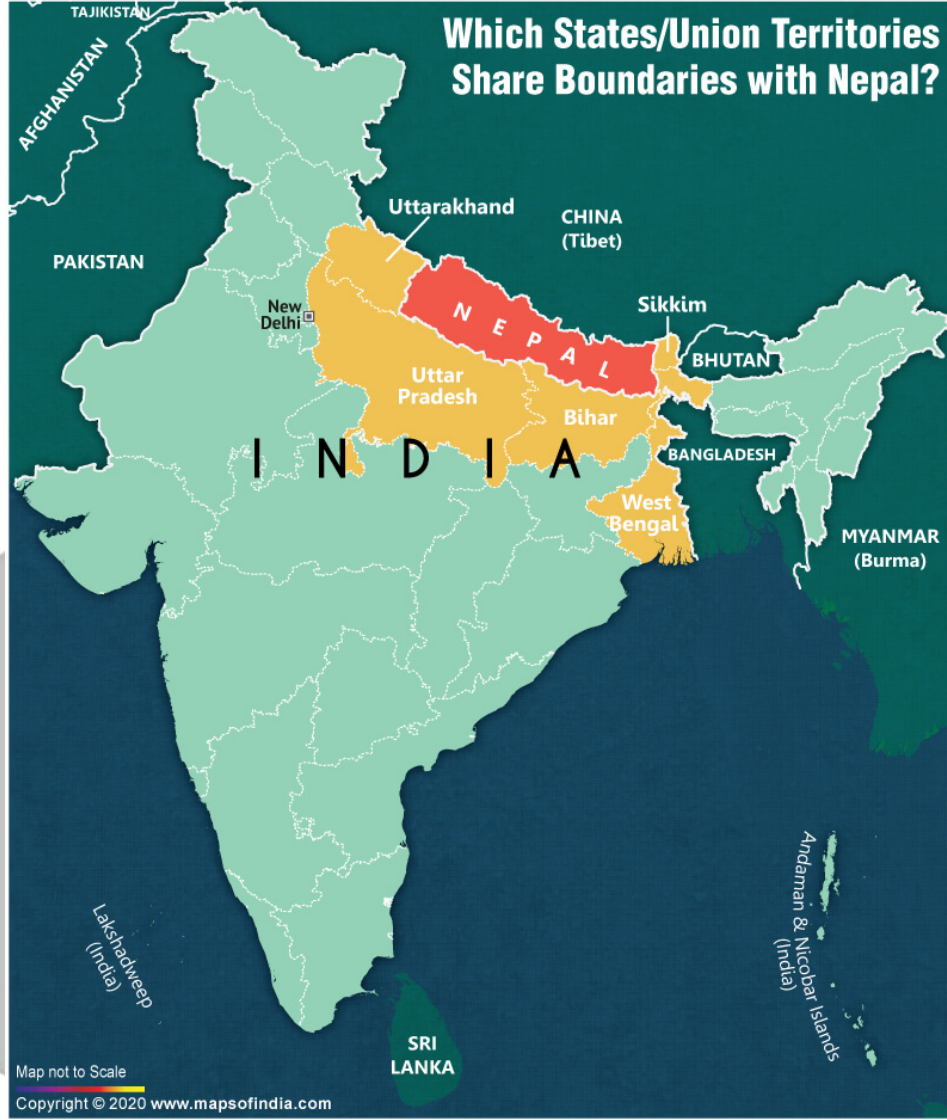 Which States/Union Territories
Share Boundaries with Nepal?
TAJIKISTAN
AFGHANISTAN
PAKISTAN
Uttarakhand
CHINA
(Tibet)
New
Delhi
NEPAL
Sikkim
BHUTAN
Uttar
Pradesh
Bihar
INDIA
BANGLADESH
West
Bengal
MYANMAR
(Burma)
Lakshadweep
(India)
Andaman & Nicobar Islands
(India)
SRI
LANKA
Map not to Scale
Copyright © 2020 www.mapsofindia.com